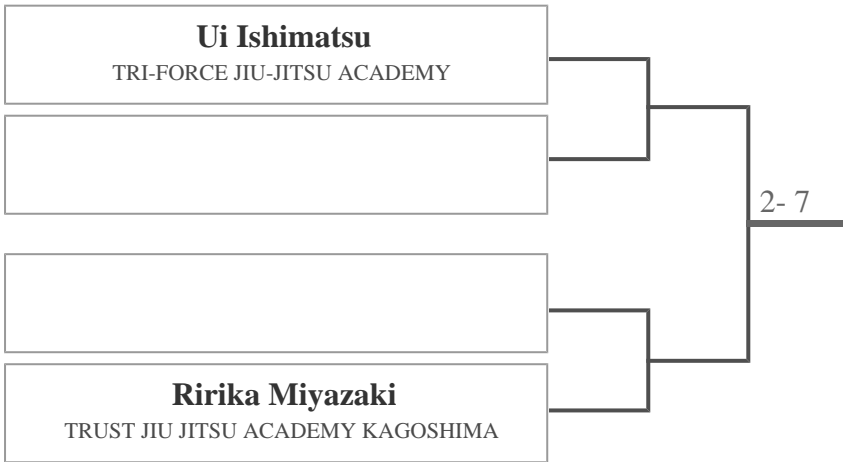 Ui Ishimatsu
TRI-FORCE JIU-JITSU ACADEMY
2- 7
Ririka Miyazaki
TRUST JIU JITSU ACADEMY KAGOSHIMA